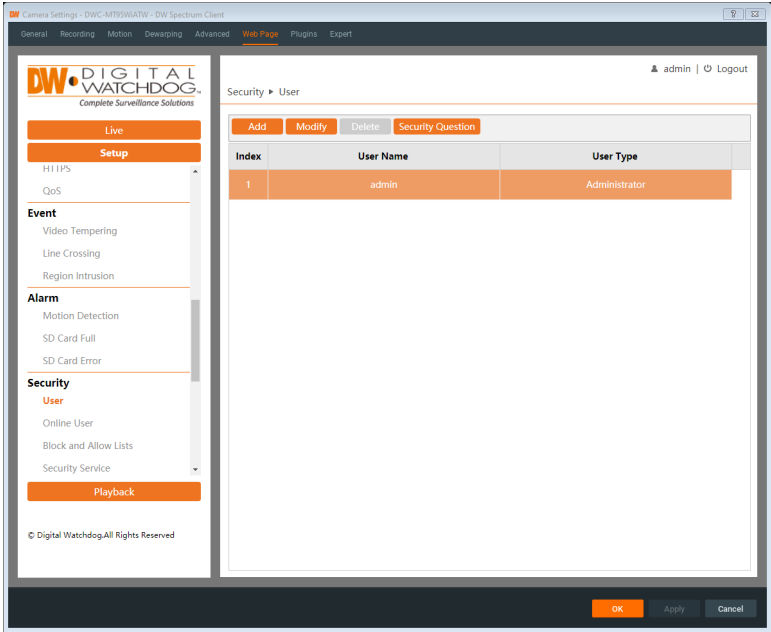 DW Camera Settings - DWC-MT95WiATW - DW Spectrum Client
General Recording Motion Dewarping Advanced Web Page Plugins Expert
DW DIGITAL
WATCHDOG
Complete Surveillance Solutions
admin | Logout
Security ▸ User
Live
Setup
HTTPS
QoS
Event
Video Tempering
Line Crossing
Region Intrusion
Alarm
Motion Detection
SD Card Full
SD Card Error
Security
User
Online User
Block and Allow Lists
Security Service
Playback
© Digital Watchdog.All Rights Reserved
Add Modify Delete Security Question
Index User Name User Type
1 admin Administrator
OK Apply Cancel